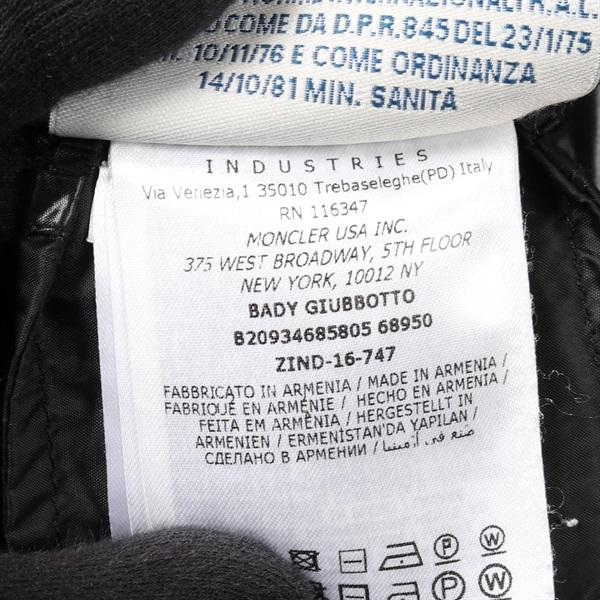 COME DA D.P.R.845 DEL 23/1/75
10/11/76 E COME ORDINANZA
14/10/81 MIN. SANITÀ
INDUSTRIES
Via Venezia,1 35010 Trebaseleghe(PD) Italy
RN 116347
MONCLER USA INC.
375 WEST BROADWAY, 5TH FLOOR
NEW YORK, 10012 NY
BADY GIUBBOTTO
B20934685805 68950
ZIND-16-747
FABBRICATO IN ARMENIA / MADE IN ARMENIA /
FABRIQUÉ EN ARMÉNIE / HECHO EN ARMENIA /
FEITA EM ARMÊNIA / HERGESTELLT IN
ARMENIEN / ERMENİSTAN'DA YAPILAN /
СДЕЛАНО В АРМЕНИИ / صنع في أرمينيا
P W
P W